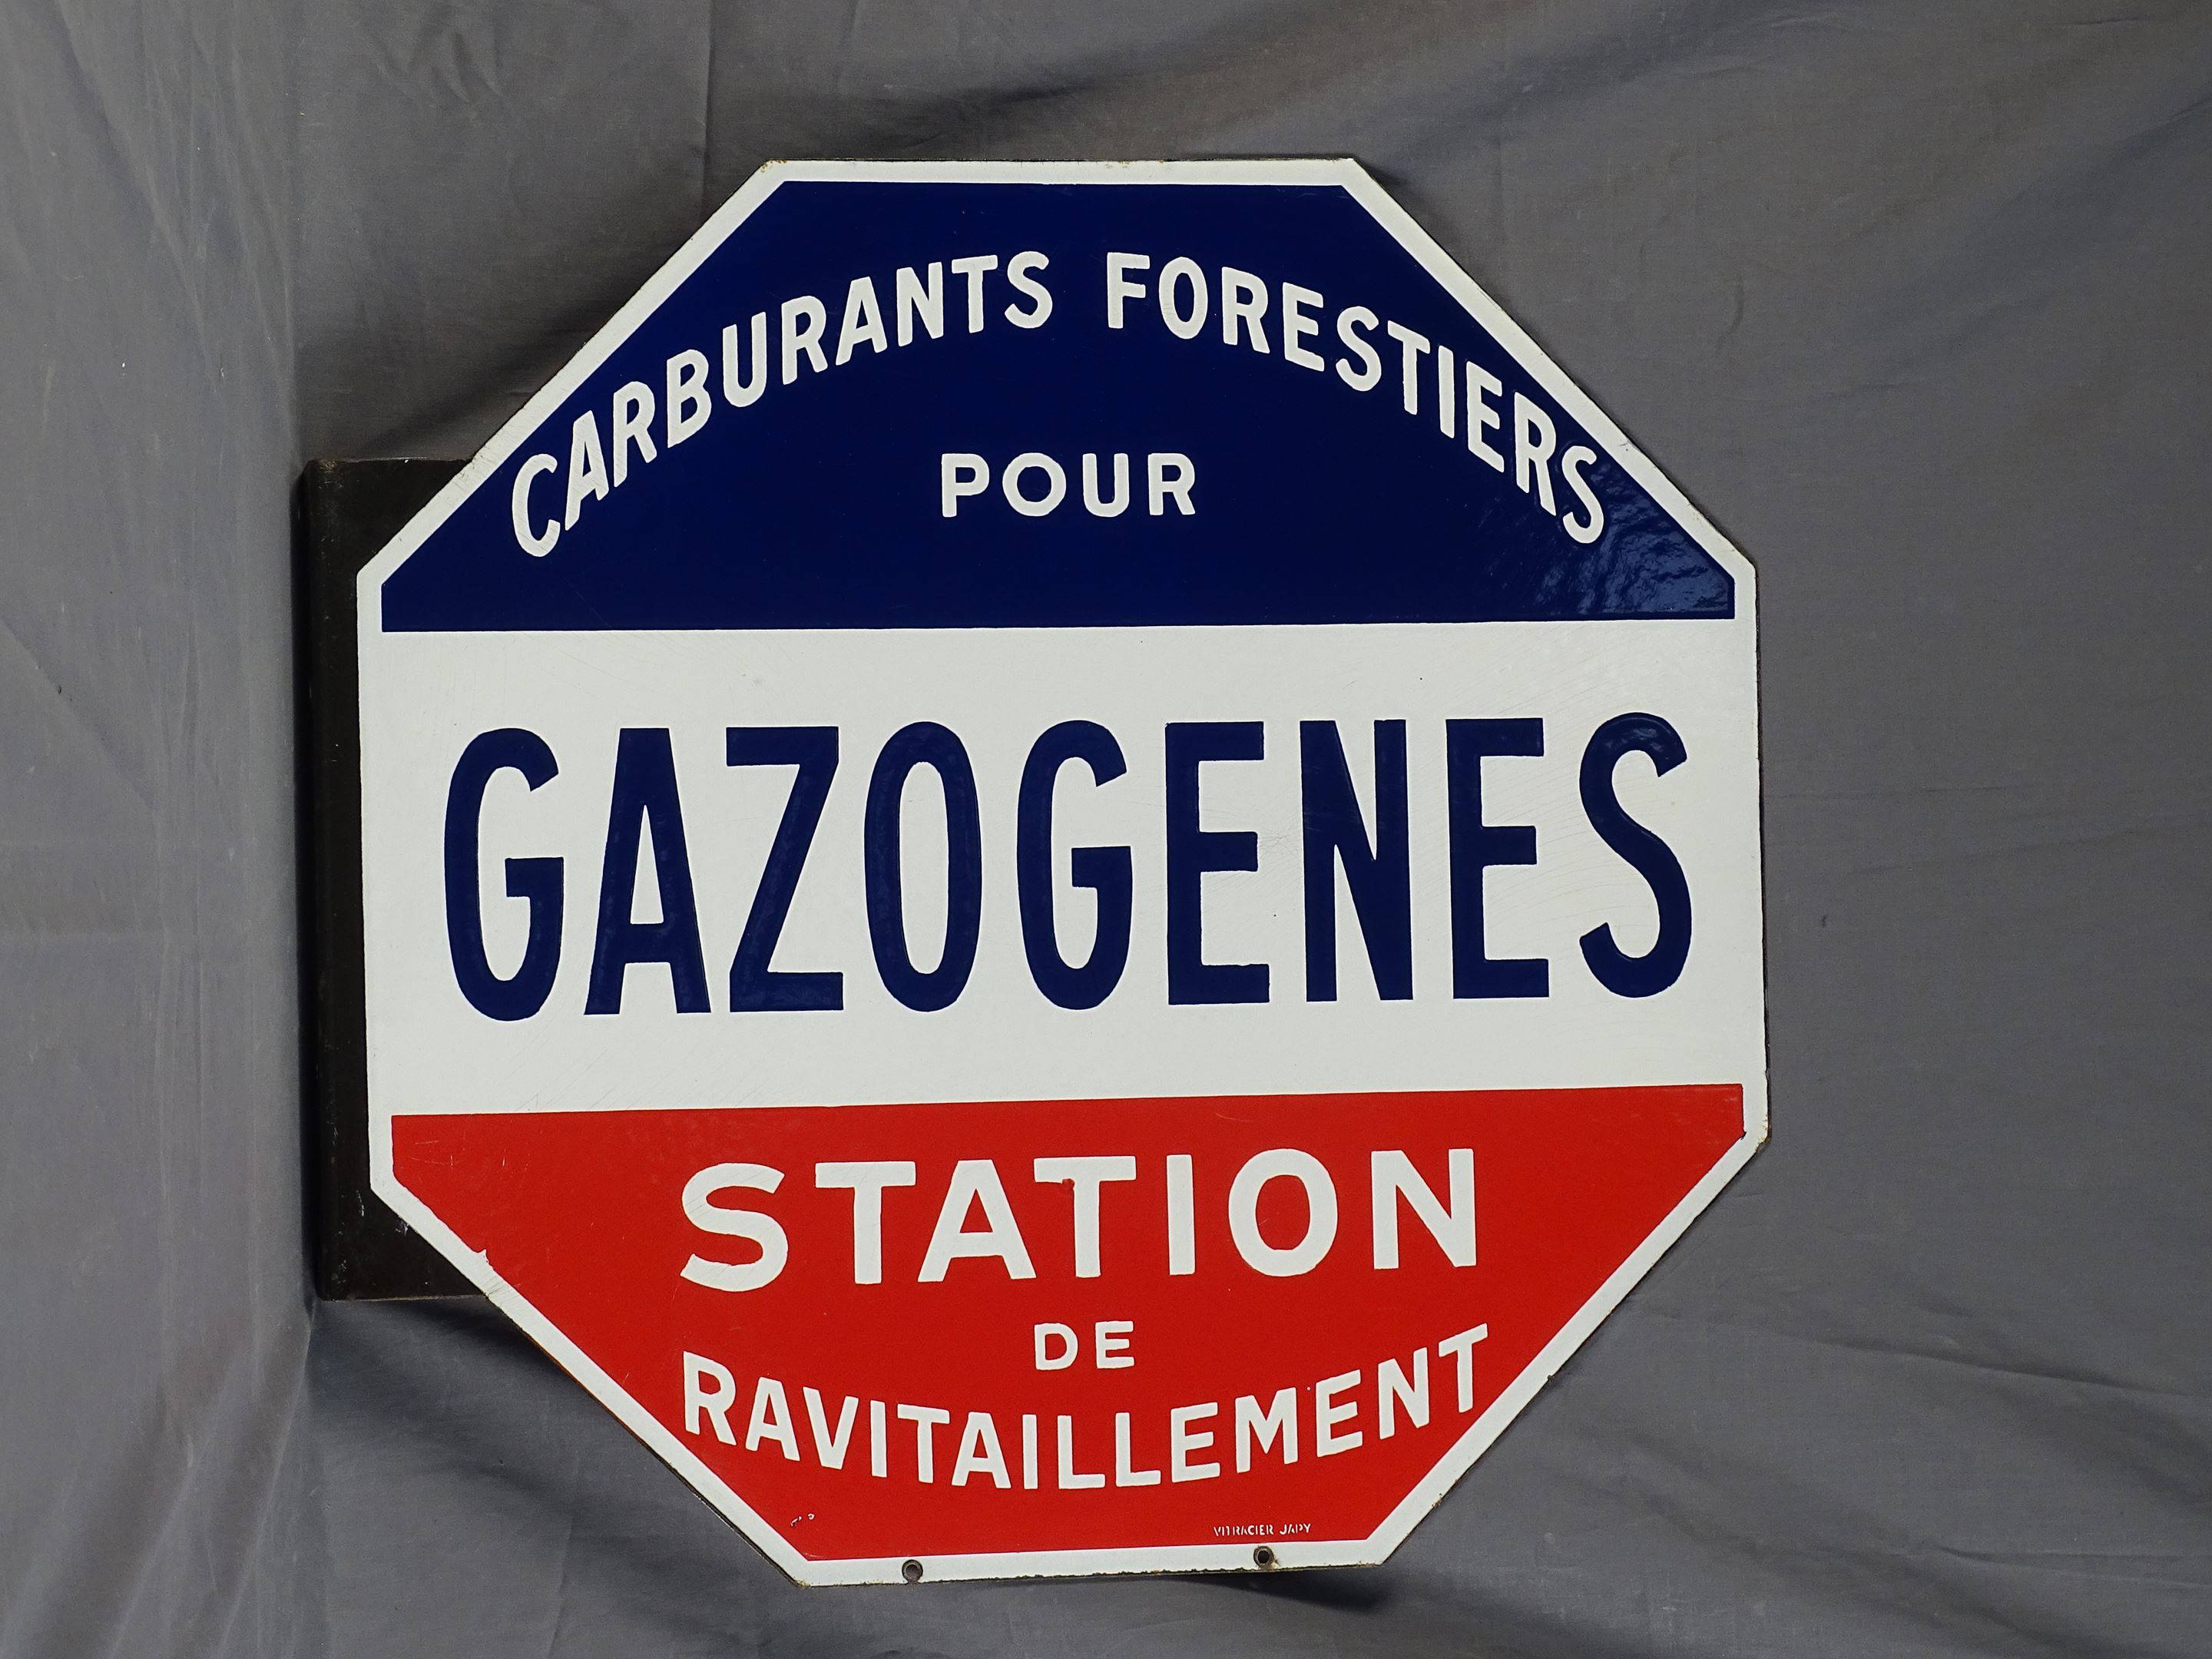 CARBURANTS FORESTIERS
POUR
GAZOGENES
STATION
DE
RAVITAILLEMENT
VITRACIER JAPY